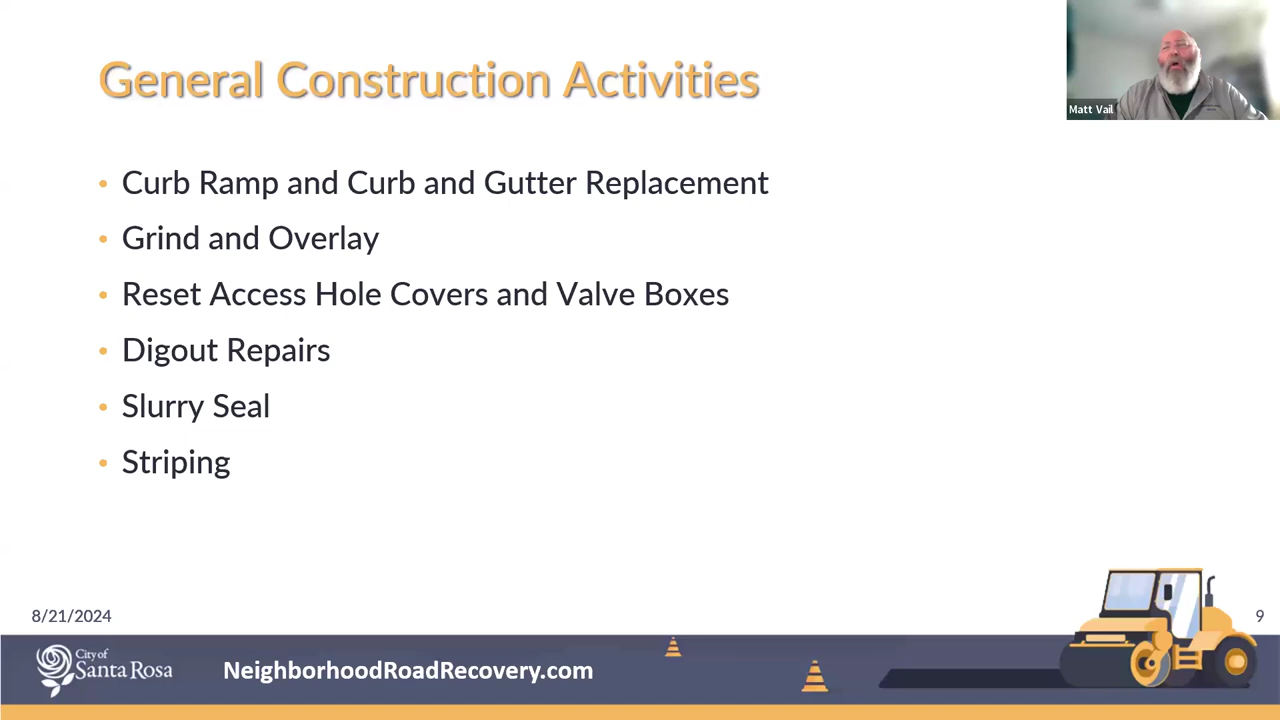 General Construction Activities
Matt Vail
• Curb Ramp and Curb and Gutter Replacement
• Grind and Overlay
• Reset Access Hole Covers and Valve Boxes
• Digout Repairs
• Slurry Seal
• Striping
8/21/2024
9
City of
Santa Rosa
NeighborhoodRoadRecovery.com